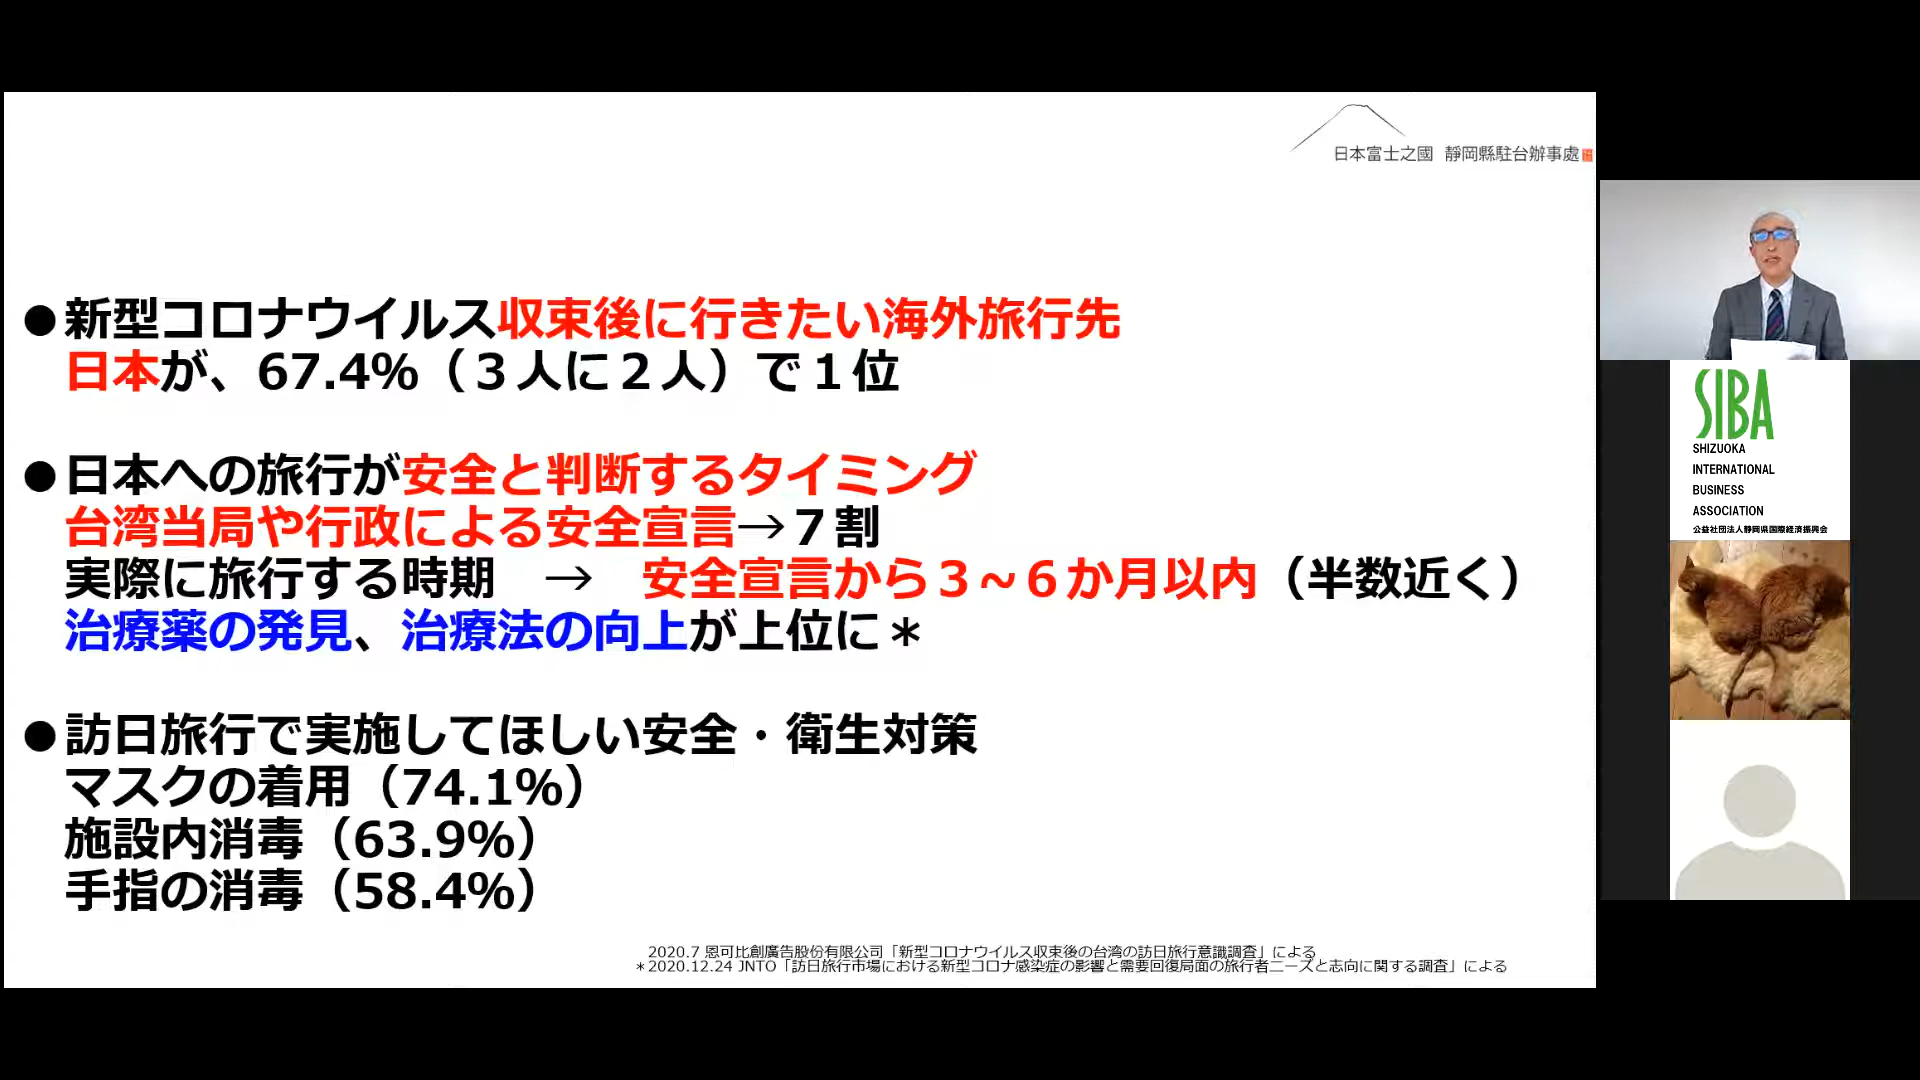 日本富士之國 靜岡縣駐台辦事處
●新型コロナウイルス収束後に行きたい海外旅行先
日本が、67.4%（３人に２人）で１位
●日本への旅行が安全と判断するタイミング
台湾当局や行政による安全宣言→７割
実際に旅行する時期　→　安全宣言から３~６か月以内（半数近く）
治療薬の発見、治療法の向上が上位に＊
●訪日旅行で実施してほしい安全・衛生対策
マスクの着用（74.1%）
施設内消毒（63.9%）
手指の消毒（58.4%）
2020.7 恩可比創廣告股份有限公司「新型コロナウイルス収束後の台湾の訪日旅行意識調査」による
＊2020.12.24 JNTO「訪日旅行市場における新型コロナ感染症の影響と需要回復局面の旅行者ニーズと志向に関する調査」による
SIBA
SHIZUOKA
INTERNATIONAL
BUSINESS
ASSOCIATION
公益社団法人静岡県国際経済振興会